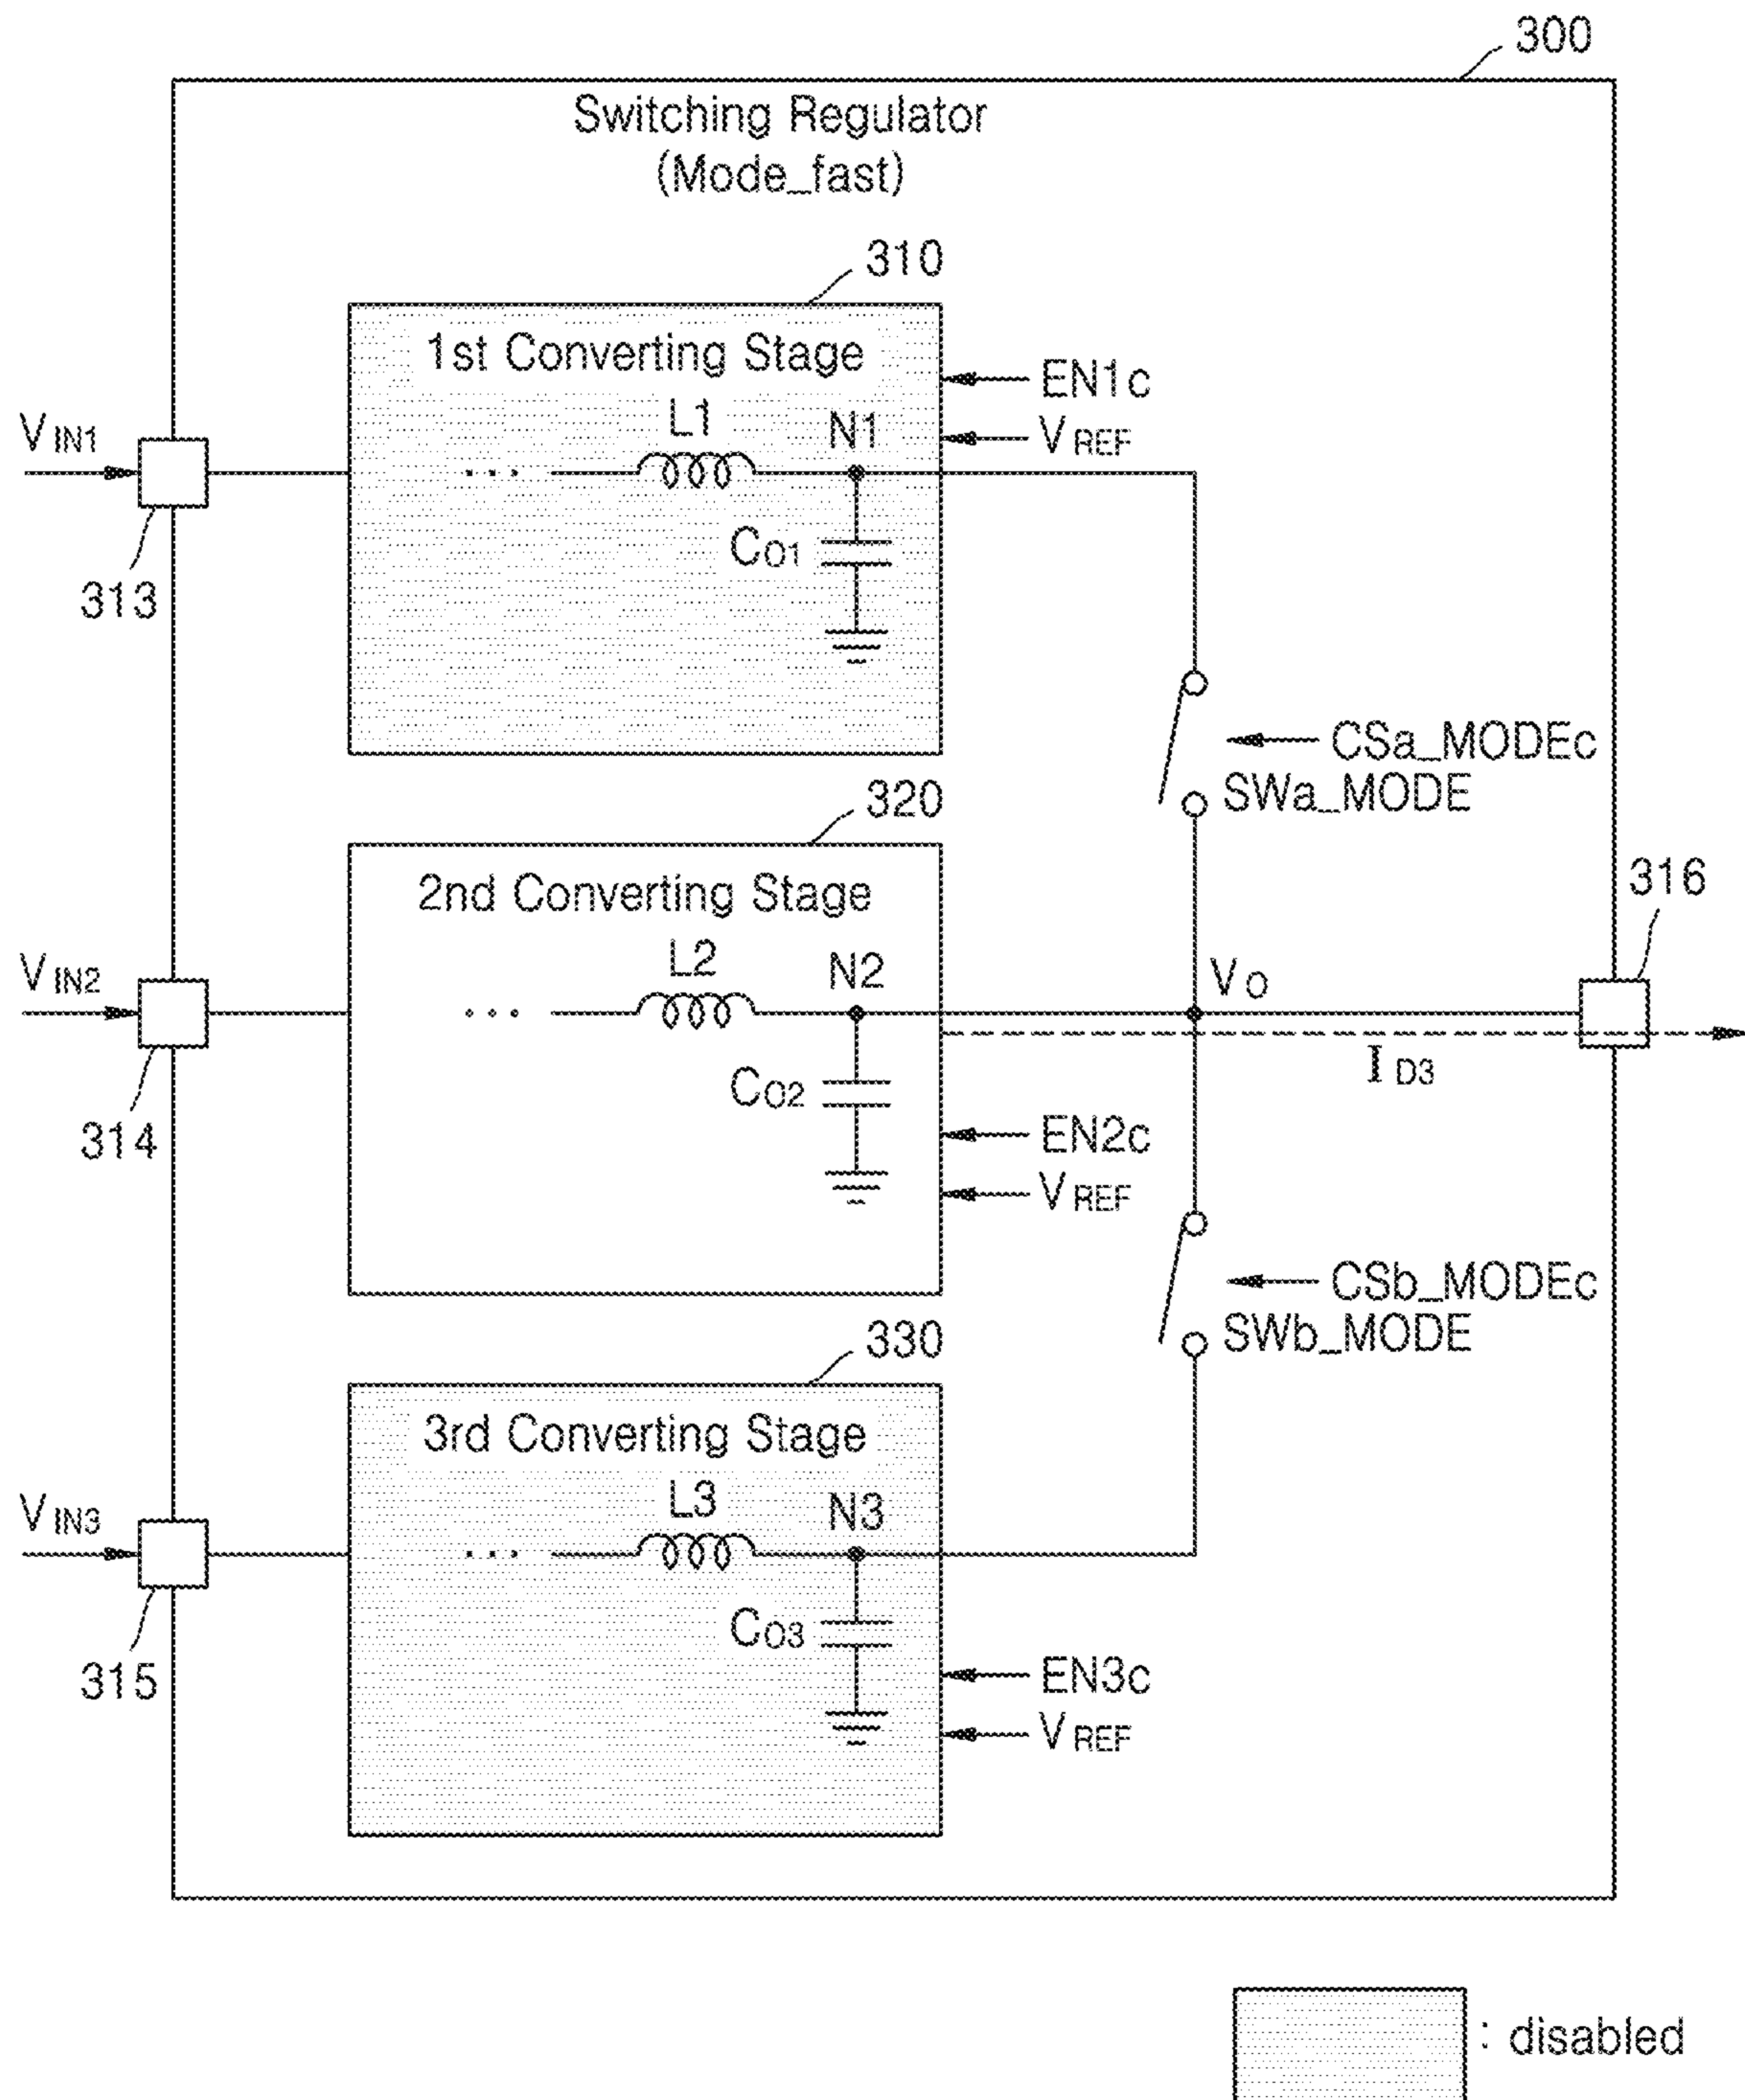 300
Switching Regulator
(Mode_fast)
310
1st Converting Stage
EN1c
VREF
VIN1
L1
N1
CO1
313
CSa_MODEc
SWa_MODE
320
2nd Converting Stage
316
VIN2
L2
N2
VO
ID3
CO2
314
EN2c
VREF
CSb_MODEc
SWb_MODE
330
3rd Converting Stage
VIN3
L3
N3
CO3
315
EN3c
VREF
: disabled